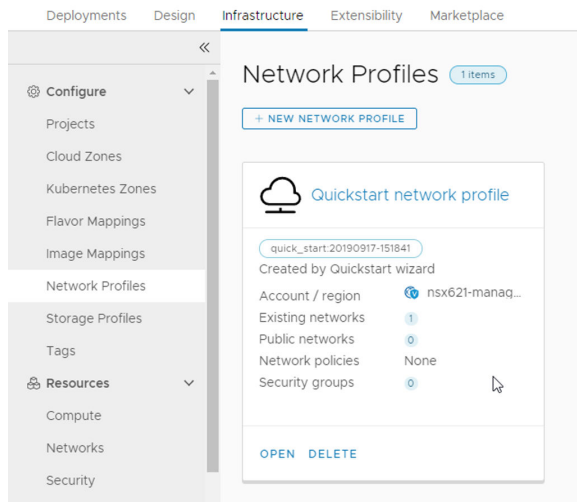 Deployments Design Infrastructure Extensibility Marketplace
Configure
Projects
Cloud Zones
Kubernetes Zones
Flavor Mappings
Image Mappings
Network Profiles
Storage Profiles
Tags
Resources
Compute
Networks
Security
Network Profiles 1 items
+ NEW NETWORK PROFILE
Quickstart network profile
quick_start:20190917-151841
Created by Quickstart wizard
Account / region nsx621-manag...
Existing networks 1
Public networks 0
Network policies None
Security groups 0
OPEN DELETE